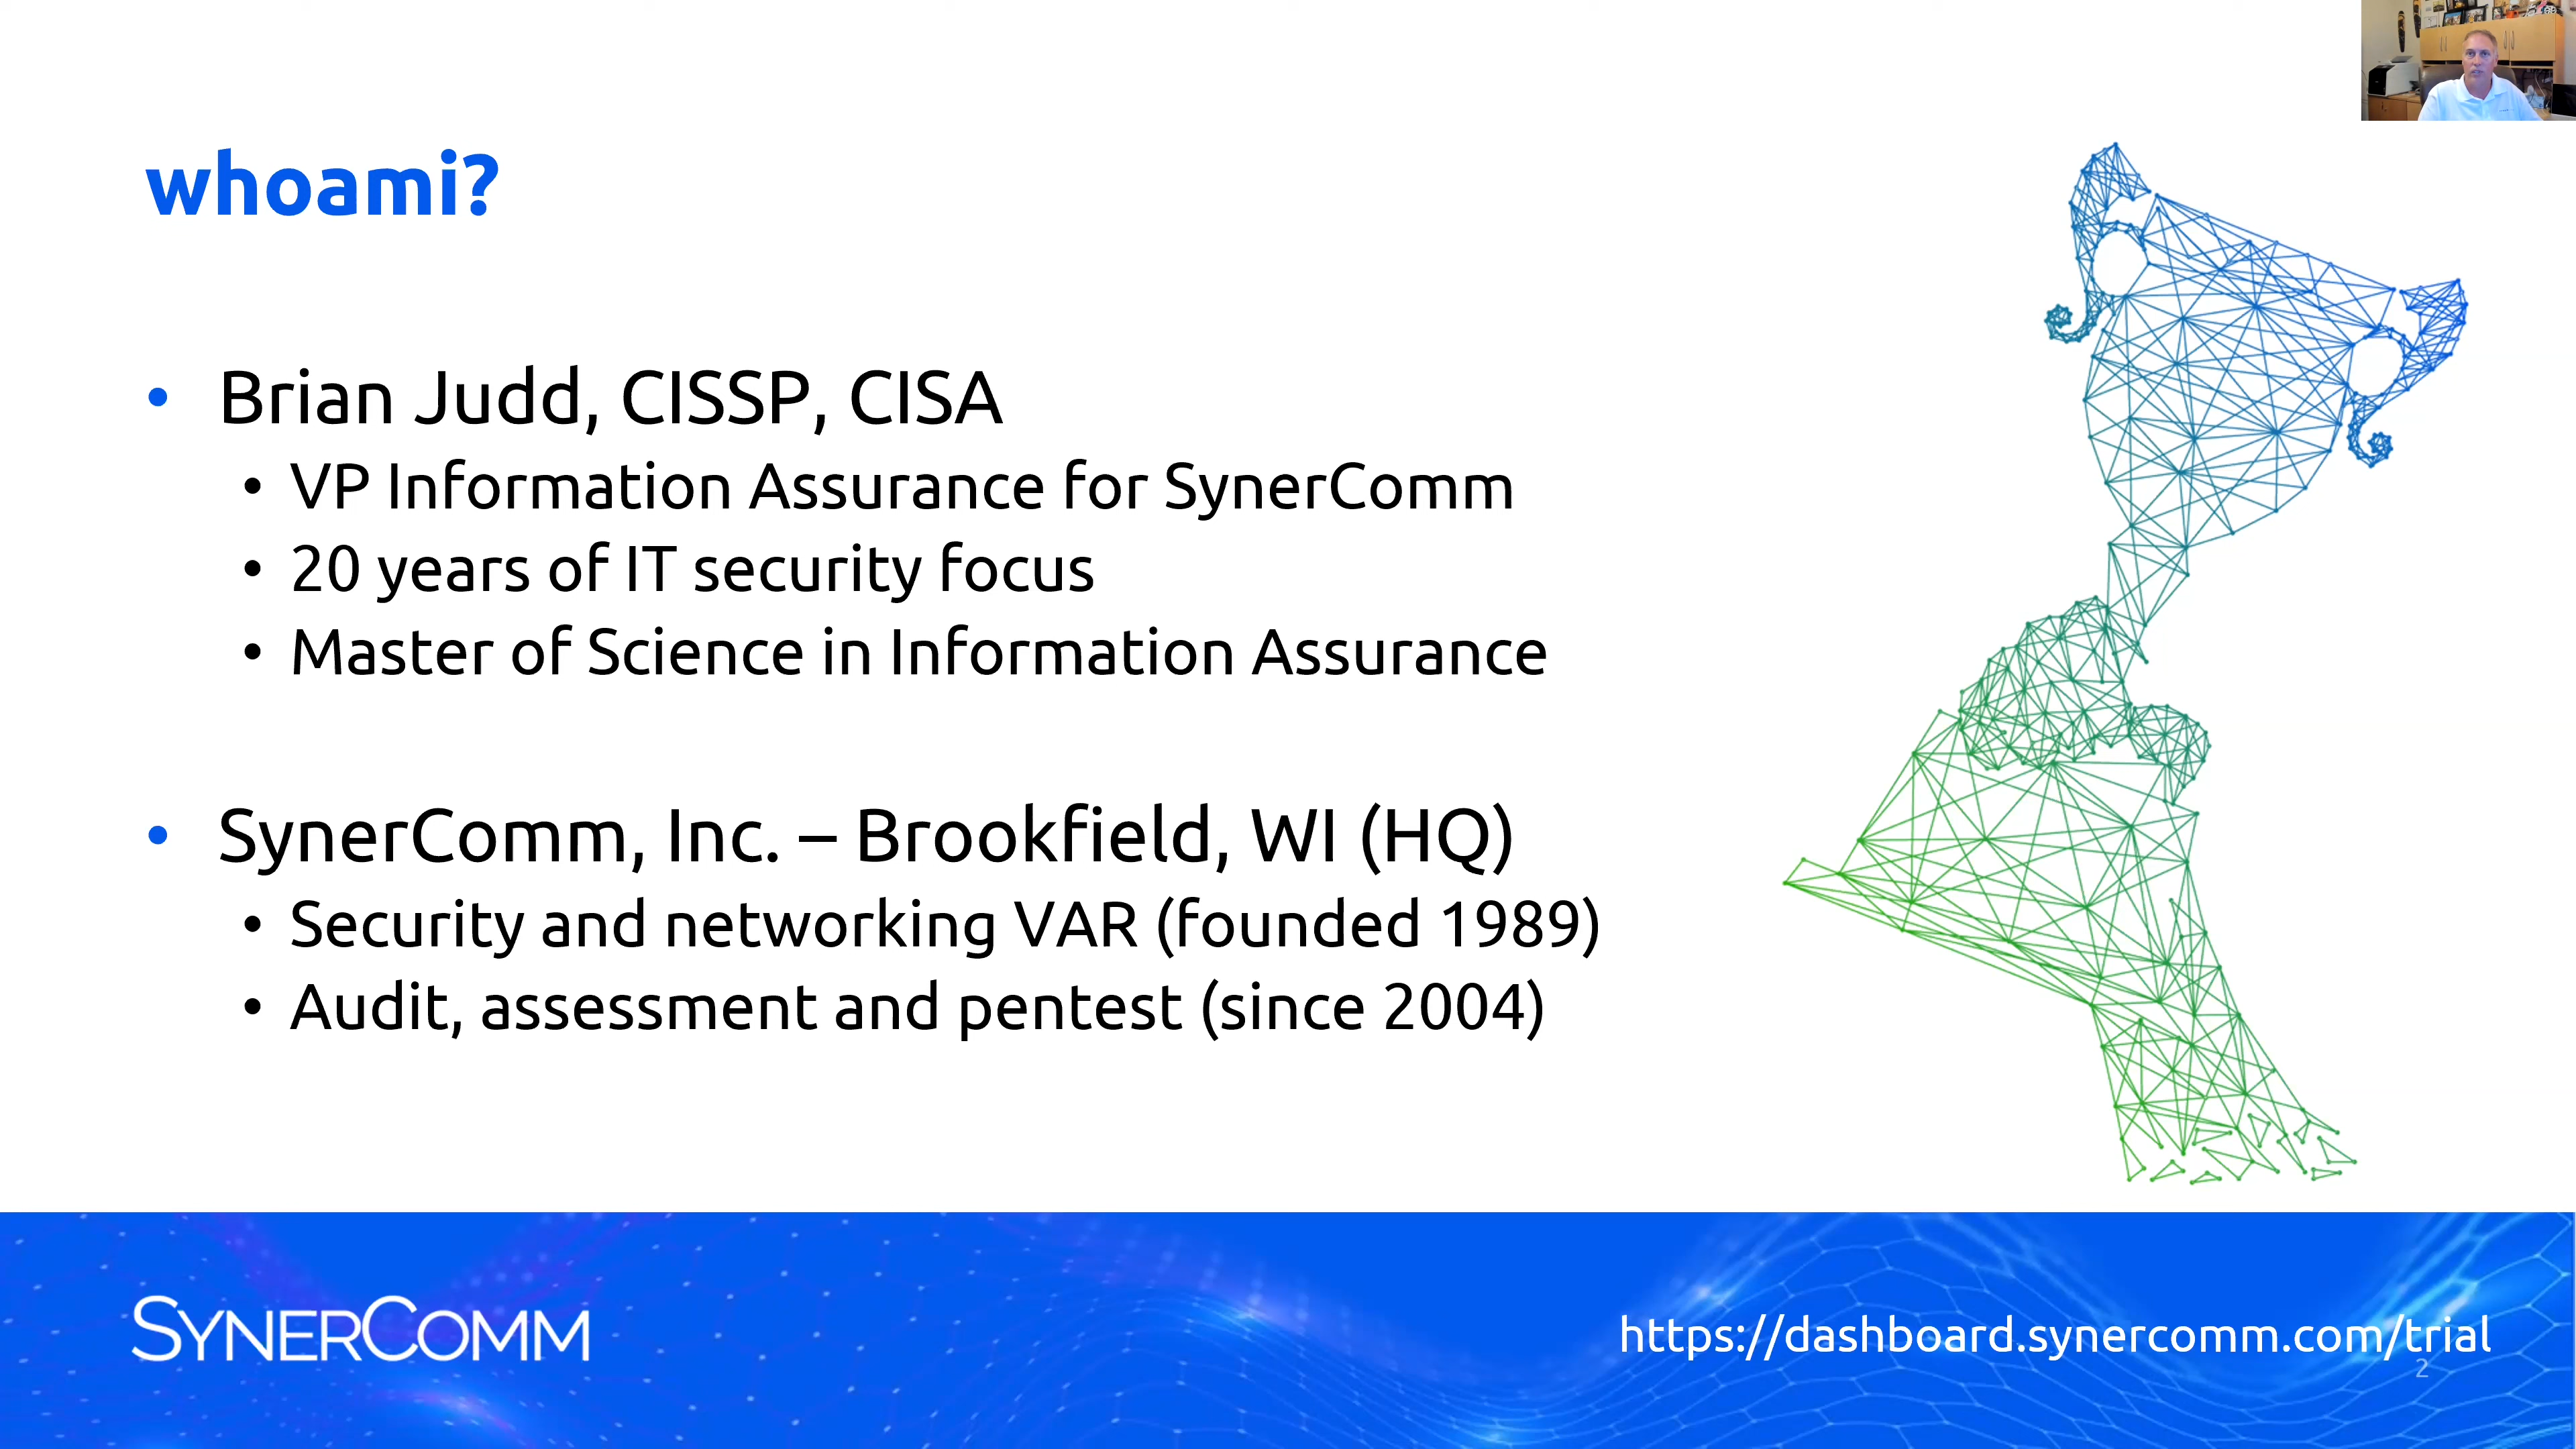 whoami?
• Brian Judd, CISSP, CISA
• VP Information Assurance for SynerComm
• 20 years of IT security focus
• Master of Science in Information Assurance
• SynerComm, Inc. – Brookfield, WI (HQ)
• Security and networking VAR (founded 1989)
• Audit, assessment and pentest (since 2004)
SYNERCOMM
https://dashboard.synercomm.com/trial
2